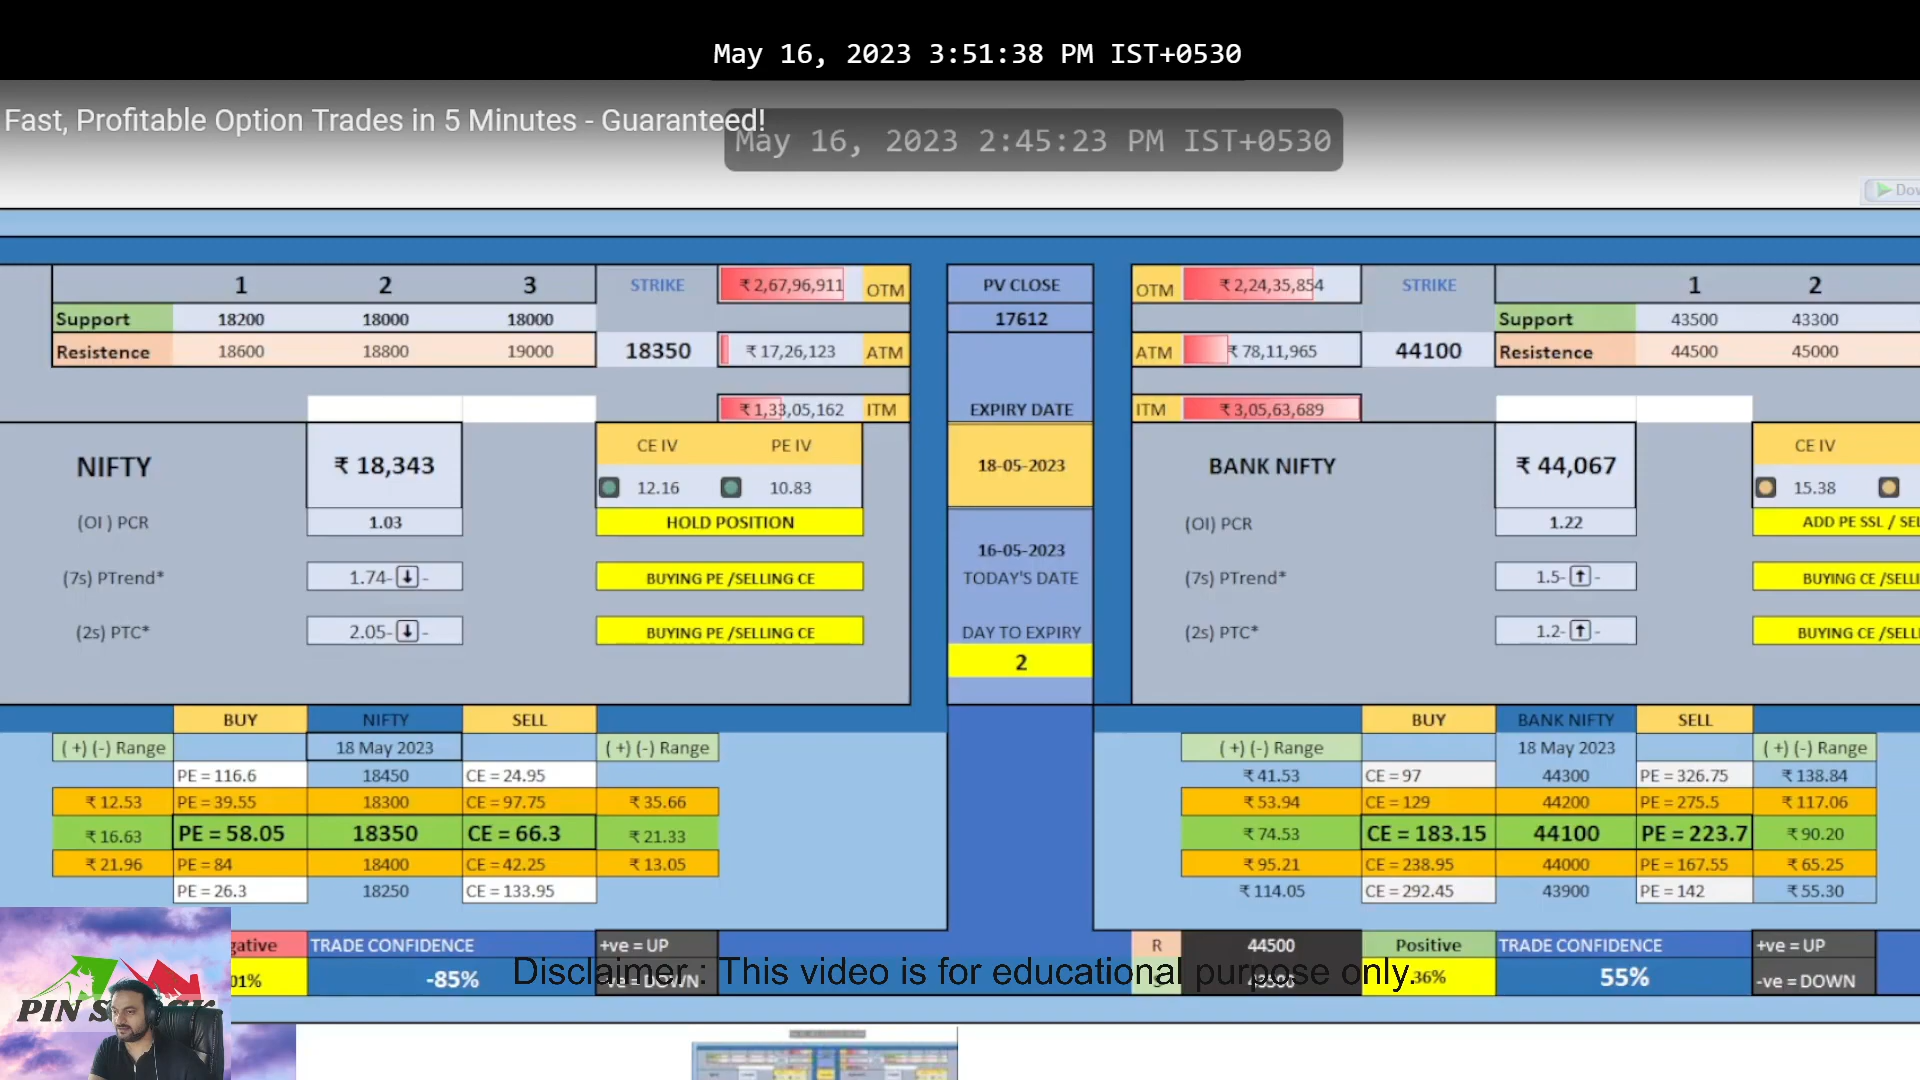 May 16, 2023 3:51:38 PM IST+0530
Fast, Profitable Option Trades in 5 Minutes - Guaranteed!
May 16, 2023 2:45:23 PM IST+0530
1 2 3 STRIKE ₹ 2,67,96,911 OTM PV CLOSE OTM ₹ 2,24,35,854 STRIKE 1 2
Support 18200 18000 18000 17612 Support 43500 43300
Resistence 18600 18800 19000 18350 ₹ 17,26,123 ATM ATM ₹ 78,11,965 44100 Resistence 44500 45000
₹ 1,33,05,162 ITM EXPIRY DATE ITM ₹ 3,05,63,689
CE IV PE IV CE IV
NIFTY ₹ 18,343 18-05-2023 BANK NIFTY ₹ 44,067
12.16 10.83 15.38
(OI ) PCR 1.03 HOLD POSITION (OI) PCR 1.22 ADD PE SSL / SEL
16-05-2023
(7s) PTrend* 1.74-↓- BUYING PE /SELLING CE TODAY'S DATE (7s) PTrend* 1.5-↑- BUYING CE /SELLI
(2s) PTC* 2.05-↓- BUYING PE /SELLING CE DAY TO EXPIRY (2s) PTC* 1.2-↑- BUYING CE /SELLI
2
BUY NIFTY SELL BUY BANK NIFTY SELL
( +) (-) Range 18 May 2023 ( +) (-) Range ( +) (-) Range 18 May 2023 ( +) (-) Range
PE = 116.6 18450 CE = 24.95 ₹ 41.53 CE = 97 44300 PE = 326.75 ₹ 138.84
₹ 12.53 PE = 39.55 18300 CE = 97.75 ₹ 35.66 ₹ 53.94 CE = 129 44200 PE = 275.5 ₹ 117.06
₹ 16.63 PE = 58.05 18350 CE = 66.3 ₹ 21.33 ₹ 74.53 CE = 183.15 44100 PE = 223.7 ₹ 90.20
₹ 21.96 PE = 84 18400 CE = 42.25 ₹ 13.05 ₹ 95.21 CE = 238.95 44000 PE = 167.55 ₹ 65.25
PE = 26.3 18250 CE = 133.95 ₹ 114.05 CE = 292.45 43900 PE = 142 ₹ 55.30
gative TRADE CONFIDENCE +ve = UP R 44500 Positive TRADE CONFIDENCE +ve = UP
01% -85% -ve = DOWN 36% 55% -ve = DOWN
Disclaimer : This video is for educational purpose only.
PIN S